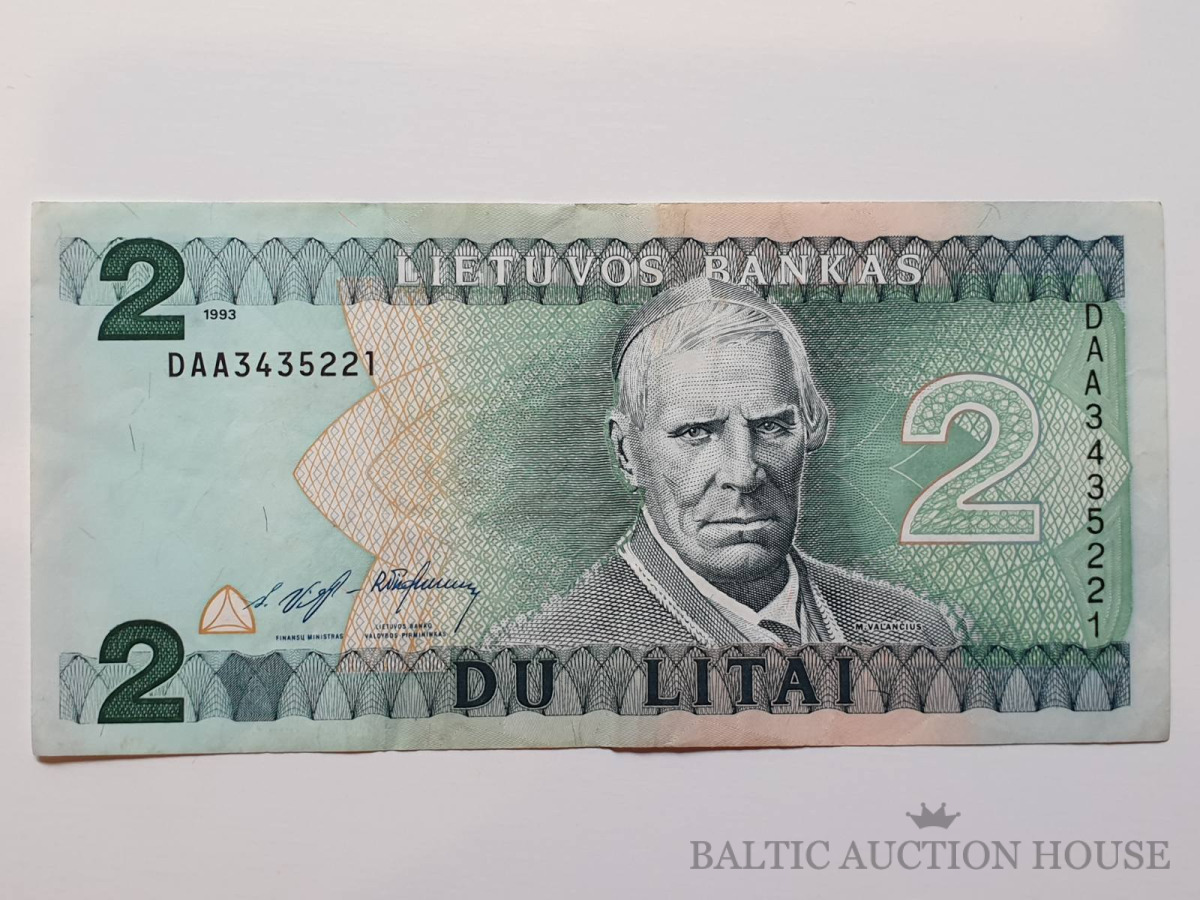 LIETUVOS BANKAS
2
1993
DAA3435221
DAA3435221
2
FINANSŲ MINISTRAS
LIETUVOS BANKO
VALDYBOS PIRMININKAS
M. VALANČIUS
2
DU LITAI
BALTIC AUCTION HOUSE